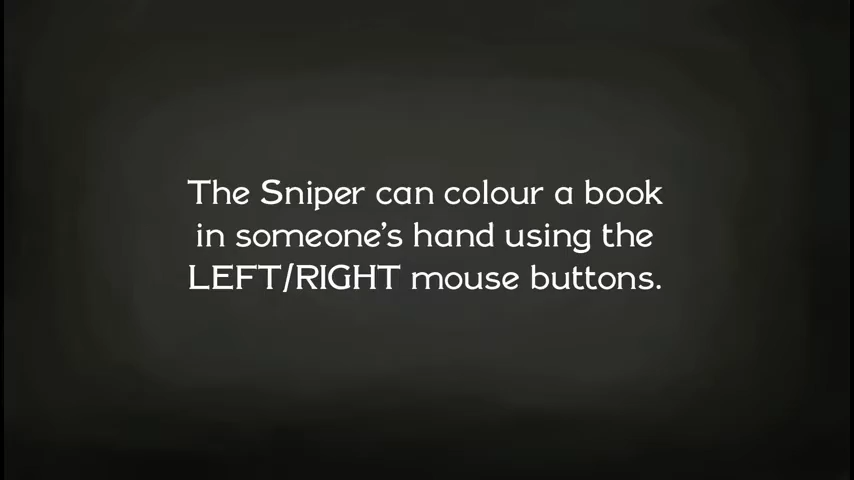 The Sniper can colour a book
in someone's hand using the
LEFT/RIGHT mouse buttons.